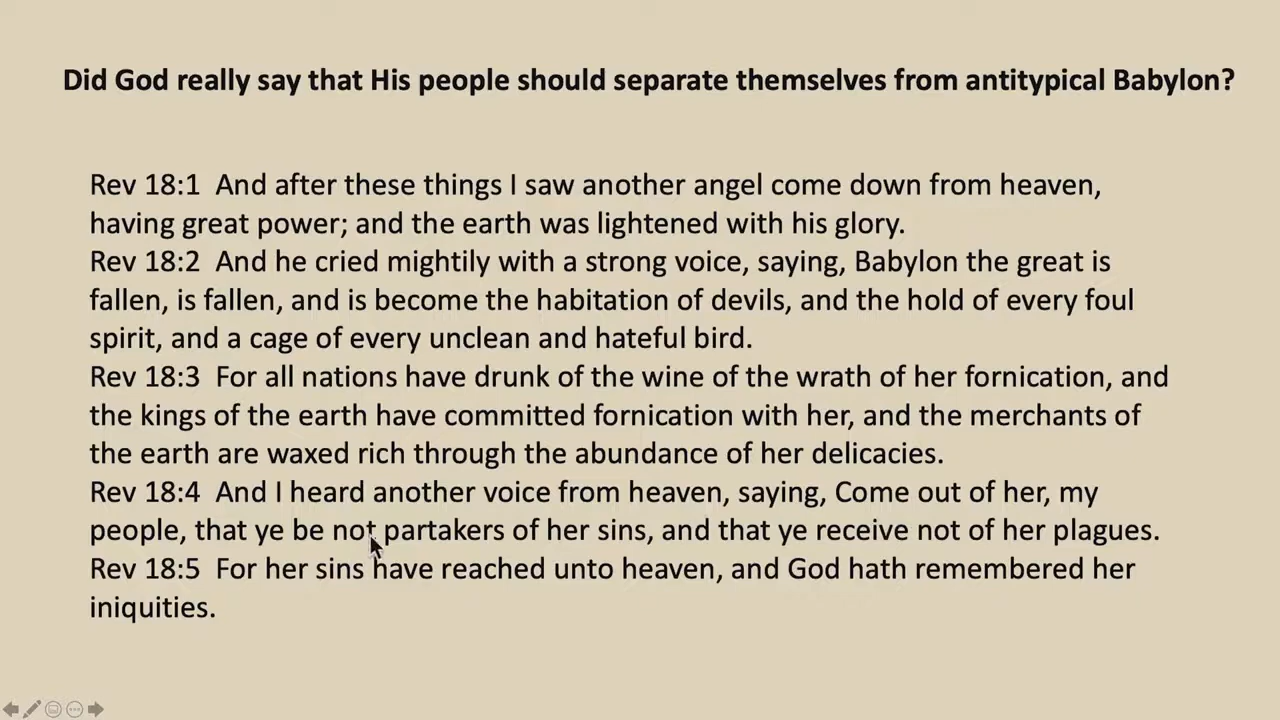 Did God really say that His people should separate themselves from antitypical Babylon?
Rev 18:1  And after these things I saw another angel come down from heaven,
having great power; and the earth was lightened with his glory.
Rev 18:2  And he cried mightily with a strong voice, saying, Babylon the great is
fallen, is fallen, and is become the habitation of devils, and the hold of every foul
spirit, and a cage of every unclean and hateful bird.
Rev 18:3  For all nations have drunk of the wine of the wrath of her fornication, and
the kings of the earth have committed fornication with her, and the merchants of
the earth are waxed rich through the abundance of her delicacies.
Rev 18:4  And I heard another voice from heaven, saying, Come out of her, my
people, that ye be not partakers of her sins, and that ye receive not of her plagues.
Rev 18:5  For her sins have reached unto heaven, and God hath remembered her
iniquities.